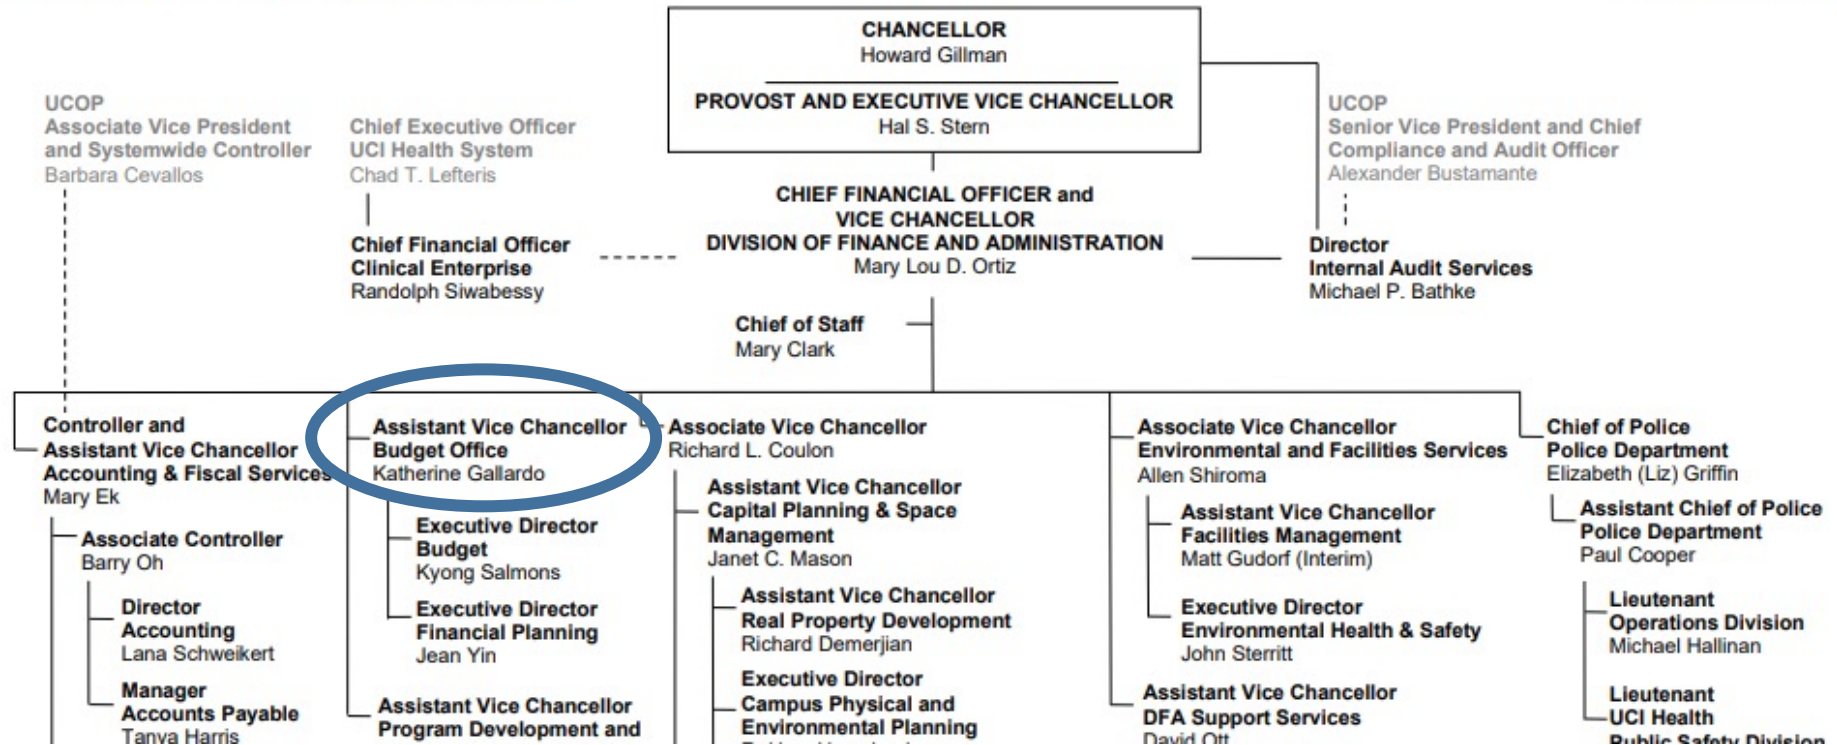 CHANCELLOR
Howard Gillman
PROVOST AND EXECUTIVE VICE CHANCELLOR
Hal S. Stern
UCOP
Associate Vice President
and Systemwide Controller
Barbara Cevallos
Chief Executive Officer
UCI Health System
Chad T. Lefteris
UCOP
Senior Vice President and Chief
Compliance and Audit Officer
Alexander Bustamante
CHIEF FINANCIAL OFFICER and
VICE CHANCELLOR
DIVISION OF FINANCE AND ADMINISTRATION
Mary Lou D. Ortiz
Chief Financial Officer
Clinical Enterprise
Randolph Siwabessy
Director
Internal Audit Services
Michael P. Bathke
Chief of Staff
Mary Clark
Controller and
Assistant Vice Chancellor
Accounting & Fiscal Services
Mary Ek
Associate Controller
Barry Oh
Director
Accounting
Lana Schweikert
Manager
Accounts Payable
Tanya Harris
Assistant Vice Chancellor
Budget Office
Katherine Gallardo
Executive Director
Budget
Kyong Salmons
Executive Director
Financial Planning
Jean Yin
Assistant Vice Chancellor
Program Development and
Associate Vice Chancellor
Richard L. Coulon
Assistant Vice Chancellor
Capital Planning & Space
Management
Janet C. Mason
Assistant Vice Chancellor
Real Property Development
Richard Demerjian
Executive Director
Campus Physical and
Environmental Planning
Associate Vice Chancellor
Environmental and Facilities Services
Allen Shiroma
Assistant Vice Chancellor
Facilities Management
Matt Gudorf (Interim)
Executive Director
Environmental Health & Safety
John Sterritt
Assistant Vice Chancellor
DFA Support Services
David Ott
Chief of Police
Police Department
Elizabeth (Liz) Griffin
Assistant Chief of Police
Police Department
Paul Cooper
Lieutenant
Operations Division
Michael Hallinan
Lieutenant
UCI Health
Public Safety Division